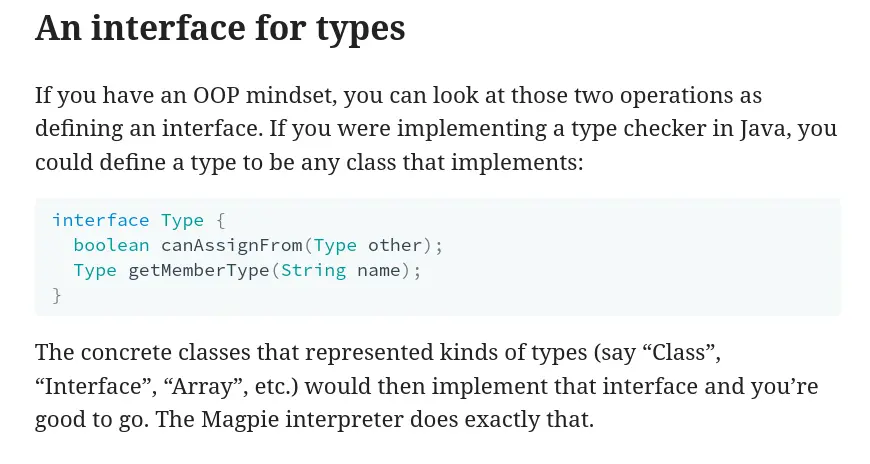 An interface for types
If you have an OOP mindset, you can look at those two operations as
defining an interface. If you were implementing a type checker in Java, you
could define a type to be any class that implements:
interface Type {
  boolean canAssignFrom(Type other);
  Type getMemberType(String name);
}
The concrete classes that represented kinds of types (say “Class”,
“Interface”, “Array”, etc.) would then implement that interface and you’re
good to go. The Magpie interpreter does exactly that.